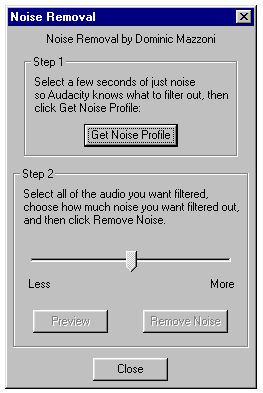 Noise Removal
Noise Removal by Dominic Mazzoni
Step 1
Select a few seconds of just noise
so Audacity knows what to filter out, then
click Get Noise Profile:
Get Noise Profile
Step 2
Select all of the audio you want filtered,
choose how much noise you want filtered out,
and then click Remove Noise.
Less More
Preview Remove Noise
Close